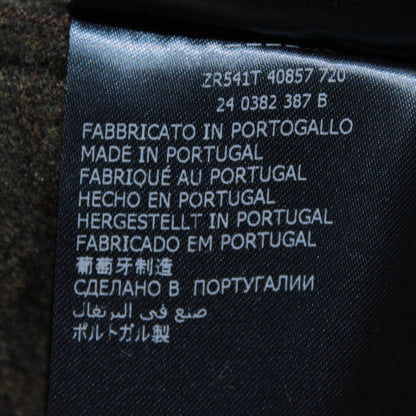 ZR541T 40857 720
24 0382 387 B
FABBRICATO IN PORTOGALLO
MADE IN PORTUGAL
FABRIQUÉ AU PORTUGAL
HECHO EN PORTUGAL
HERGESTELLT IN PORTUGAL
FABRICADO EM PORTUGAL
葡萄牙制造
СДЕЛАНО В ПОРТУГАЛИИ
صنع في البرتغال
ポルトガル製